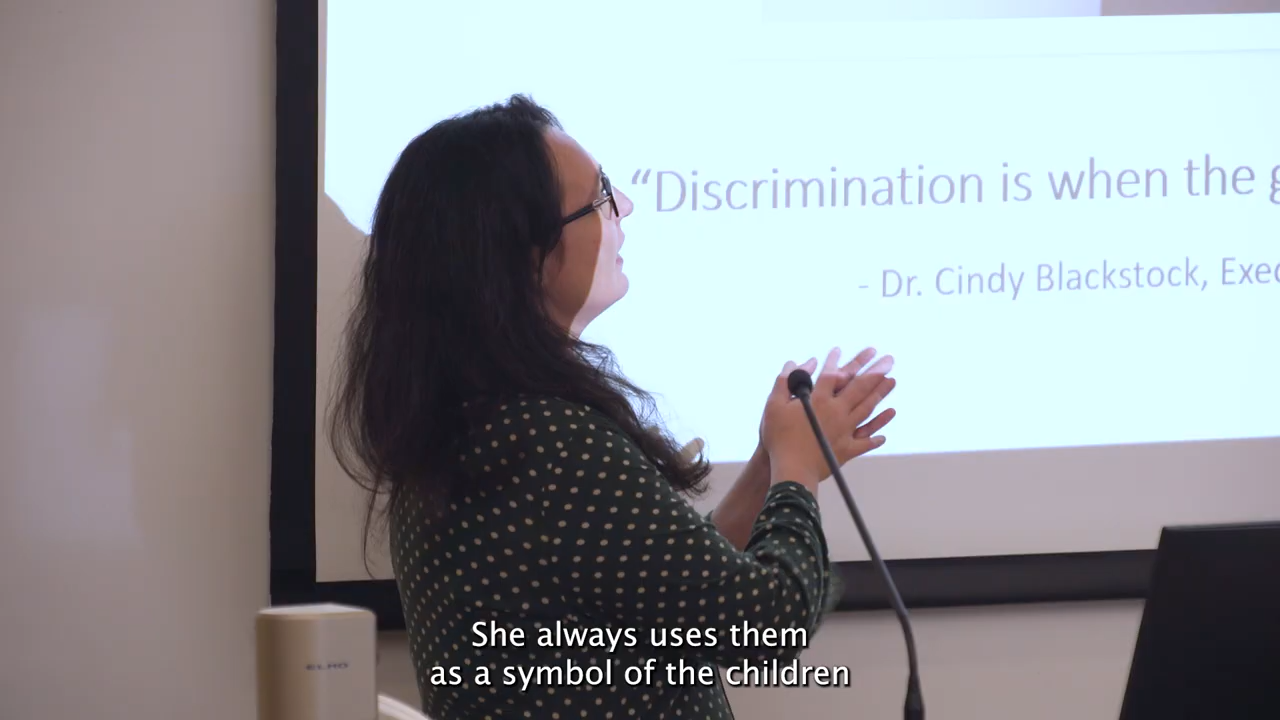 “Discrimination is when the g
- Dr. Cindy Blackstock, Exec
ELMO
She always uses them
as a symbol of the children